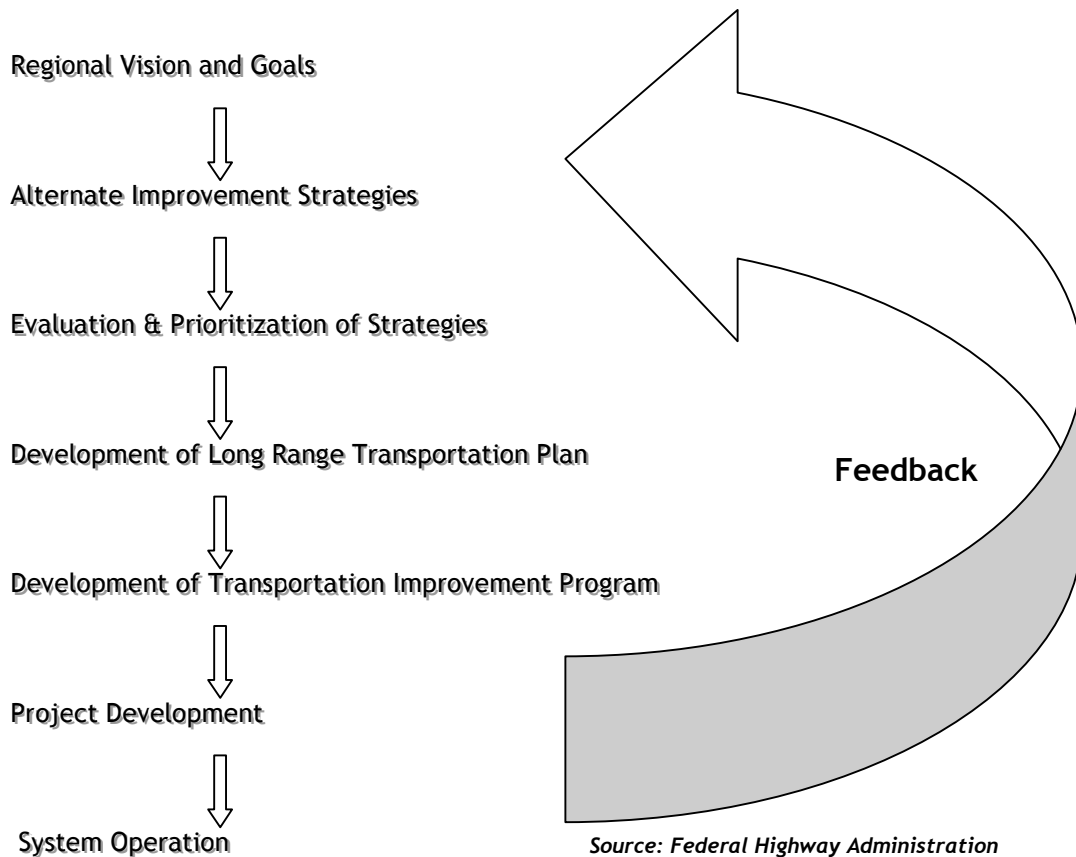 Regional Vision and Goals
Alternate Improvement Strategies
Evaluation & Prioritization of Strategies
Development of Long Range Transportation Plan
Feedback
Development of Transportation Improvement Program
Project Development
System Operation
Source: Federal Highway Administration